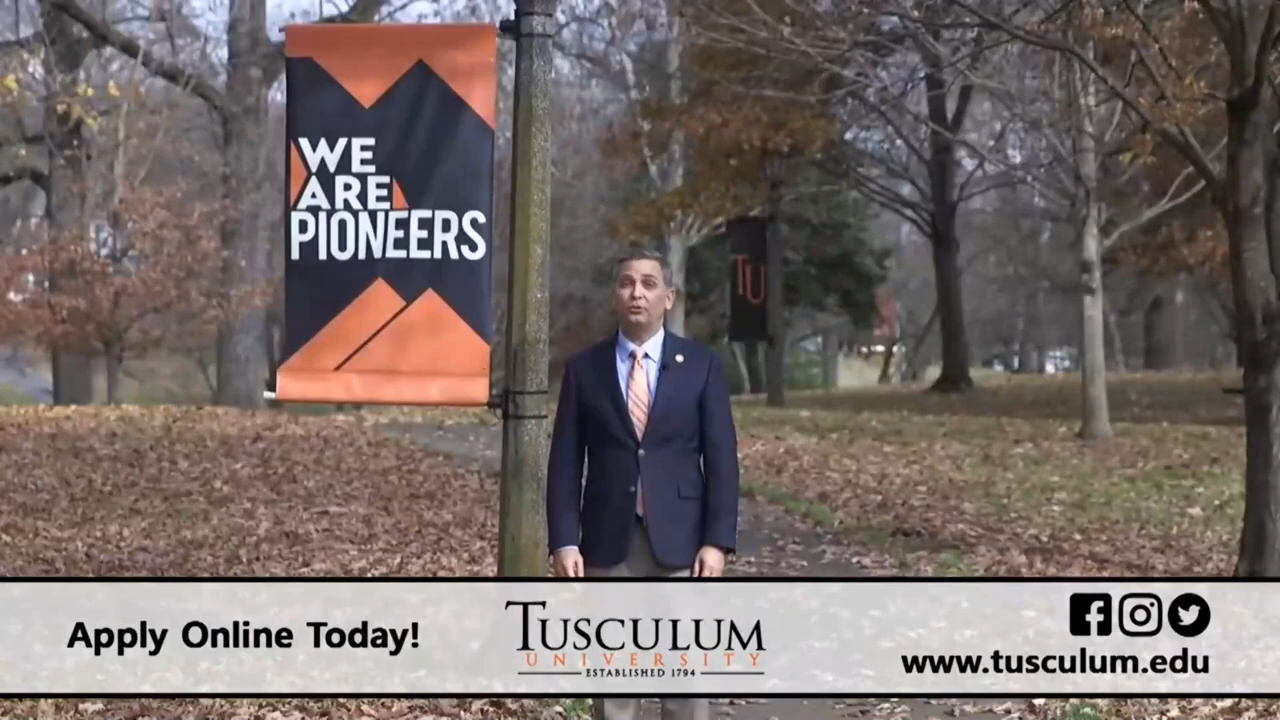 WE
ARE
PIONEERS
TU
Apply Online Today!
TUSCULUM
UNIVERSITY
ESTABLISHED 1794
www.tusculum.edu